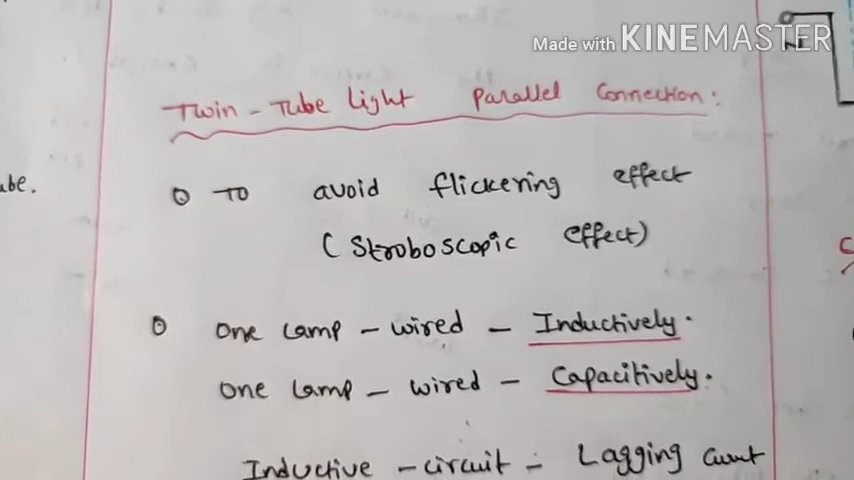 Made with KINEMASTER
Twin-Tube light parallel connection:
ube.
To avoid flickering effect
(Stroboscopic effect)
One lamp - wired - Inductively.
One lamp - wired - Capacitively.
Inductive - circuit - Lagging